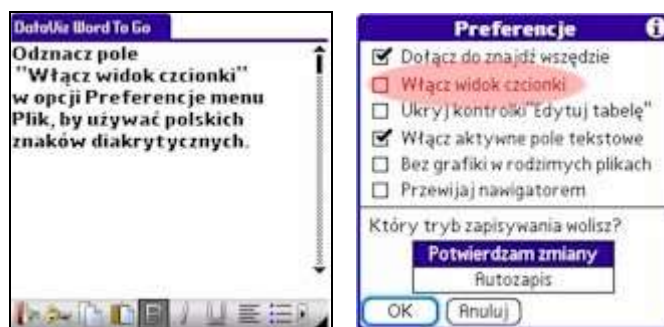 DataViz Word To Go
Odznacz pole
"Włącz widok czcionki"
w opcji Preferencje menu
Plik, by używać polskich
znaków diakrytycznych.
Preferencje
Dołącz do znajdź wszędzie
Włącz widok czcionki
Ukryj kontrolki"Edytuj tabelę"
Włącz aktywne pole tekstowe
Bez grafiki w rodzimych plikach
Przewijaj nawigatorem
Który tryb zapisywania wolisz?
Potwierdzam zmiany
Autozapis
OK Anuluj